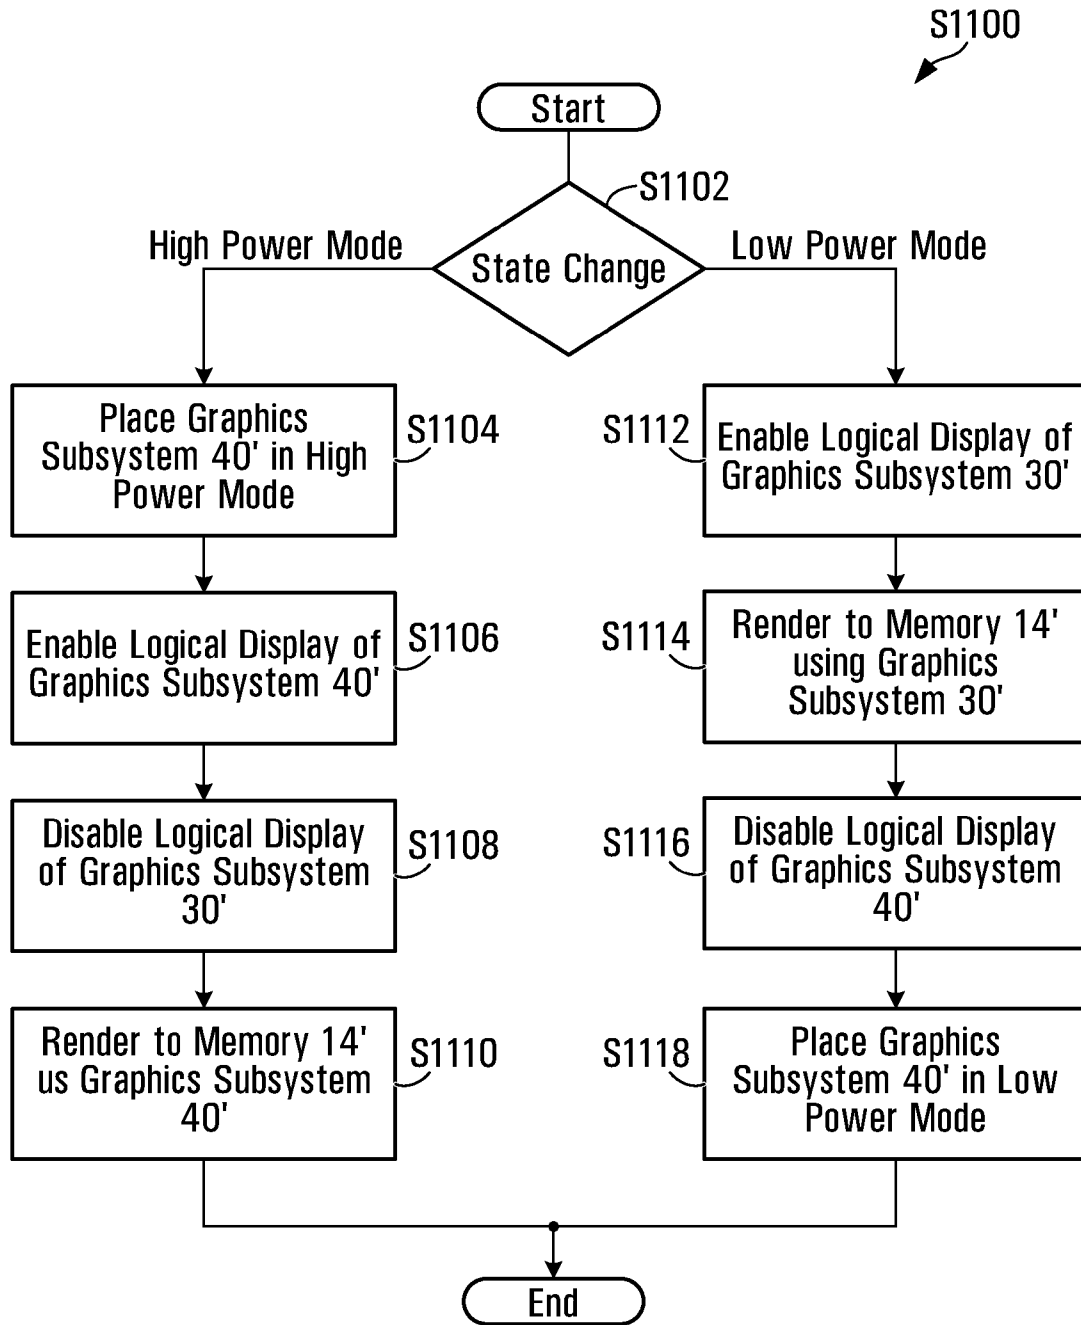 S1100
Start
S1102
High Power Mode
State Change
Low Power Mode
Place Graphics
Subsystem 40' in High
Power Mode
S1104
Enable Logical Display of
Graphics Subsystem 40'
S1106
Disable Logical Display
of Graphics Subsystem
30'
S1108
Render to Memory 14'
us Graphics Subsystem
40'
S1110
S1112
Enable Logical Display of
Graphics Subsystem 30'
S1114
Render to Memory 14'
using Graphics
Subsystem 30'
S1116
Disable Logical Display
of Graphics Subsystem
40'
S1118
Place Graphics
Subsystem 40' in Low
Power Mode
End